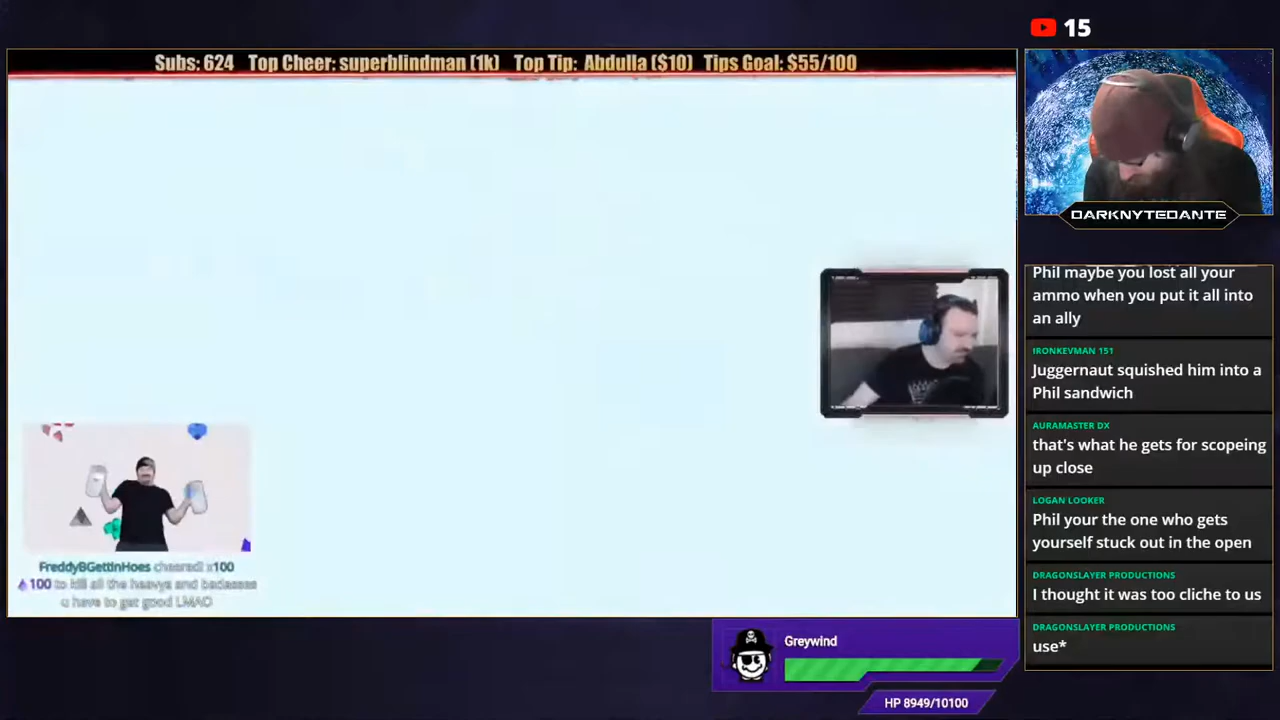 15
Subs: 624 Top Cheer: superblindman (1k) Top Tip: Abdulla ($10) Tips Goal: $55/100
DARKNYTEDANTE
Phil maybe you lost all your
ammo when you put it all into
an ally
IRONKEVMAN 151
Juggernaut squished him into a
Phil sandwich
AURAMASTER DX
that's what he gets for scopeing
up close
LOGAN LOOKER
Phil your the one who gets
yourself stuck out in the open
DRAGONSLAYER PRODUCTIONS
I thought it was too cliche to us
DRAGONSLAYER PRODUCTIONS
use*
FreddyBGettinHoes cheered! x100
100 to kill all the heavys and badasses
u have to get good LMAO
Greywind
HP 8949/10100